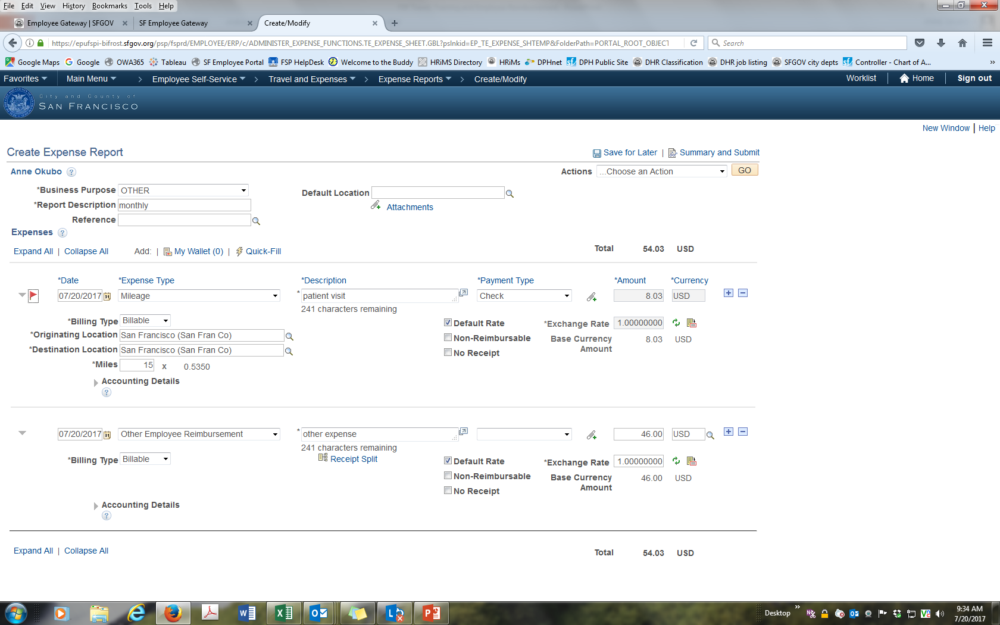 File Edit View History Bookmarks Tools Help
Employee Gateway | SFGOV × SF Employee Gateway × Create/Modify × +
https://epufspi-bifrost.sfgov.org/psp/fsprd/EMPLOYEE/ERP/c/ADMINISTER_EXPENSE_FUNCTIONS.TE_EXPENSE_SHEET.GBL?pslnkid=EP_TE_EXPENSE_SHTEMP&FolderPath=PORTAL_ROOT_OBJECT Search
Google Maps Google OWA365 Tableau SF Employee Portal FSP HelpDesk Welcome to the Buddy HRiMS Directory HRiMs DPHnet DPH Public Site DHR Classification DHR job listing SFGOV city depts Controller - Chart of A... »
Favorites Main Menu > Employee Self-Service > Travel and Expenses > Expense Reports > Create/Modify Worklist Home Sign out
City and County of
SAN FRANCISCO
New Window | Help
Create Expense Report Save for Later | Summary and Submit
Anne Okubo ? Actions ...Choose an Action GO
*Business Purpose OTHER Default Location
*Report Description monthly Attachments
Reference
Expenses ?
Expand All | Collapse All Add: | My Wallet (0) | Quick-Fill Total 54.03 USD
*Date *Expense Type *Description *Payment Type *Amount *Currency
07/20/2017 31 Mileage * patient visit Check 8.03 USD + −
241 characters remaining
*Billing Type Billable Default Rate *Exchange Rate 1.00000000
*Originating Location San Francisco (San Fran Co) Non-Reimbursable Base Currency Amount 8.03 USD
*Destination Location San Francisco (San Fran Co) No Receipt
*Miles 15 x 0.5350
Accounting Details
?
07/20/2017 31 Other Employee Reimbursement * other expense 46.00 USD + −
241 characters remaining
Receipt Split
*Billing Type Billable Default Rate *Exchange Rate 1.00000000
Non-Reimbursable Base Currency Amount 46.00 USD
No Receipt
Accounting Details
?
Expand All | Collapse All Total 54.03 USD
Desktop » 9:34 AM
7/20/2017